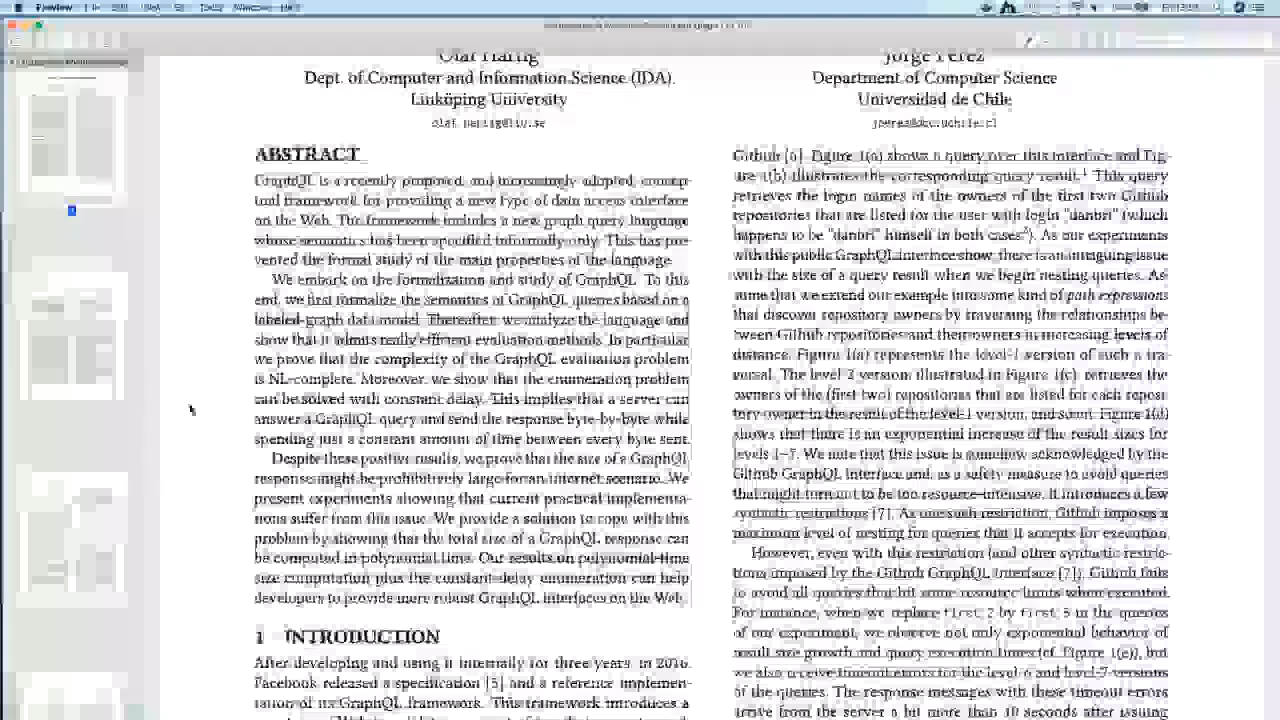 Preview
Olaf Hartig
Dept. of Computer and Information Science (IDA)
Linköping University
olaf.hartig@liu.se
Jorge Pérez
Department of Computer Science
Universidad de Chile
jperez@dcc.uchile.cl
ABSTRACT
GraphQL is a recently proposed, and increasingly adopted, concep-
tual framework for providing a new type of data access interface
on the Web. The framework includes a new graph query language
whose semantics has been specified informally only. This has pre-
vented the formal study of the main properties of the language.
We embark on the formalization and study of GraphQL. To this
end, we first formalize the semantics of GraphQL queries based on a
labeled-graph data model. Thereafter, we analyze the language and
show that it admits really efficient evaluation methods. In particular,
we prove that the complexity of the GraphQL evaluation problem
is NL-complete. Moreover, we show that the enumeration problem
can be solved with constant delay. This implies that a server can
answer a GraphQL query and send the response byte-by-byte while
spending just a constant amount of time between every byte sent.
Despite these positive results, we prove that the size of a GraphQL
response might be prohibitively large for an internet scenario. We
present experiments showing that current practical implementa-
tions suffer from this issue. We provide a solution to cope with this
problem by showing that the total size of a GraphQL response can
be computed in polynomial time. Our results on polynomial-time
size computation plus the constant-delay enumeration can help
developers to provide more robust GraphQL interfaces on the Web.
1 INTRODUCTION
After developing and using it internally for three years, in 2016,
Facebook released a specification [5] and a reference implemen-
tation of its GraphQL framework. This framework introduces a
Github [6]. Figure 1(a) shows a query over this interface and Fig-
ure 1(b) illustrates the corresponding query result.¹ This query
retrieves the login names of the owners of the first two Github
repositories that are listed for the user with login "danbri" (which
happens to be "danbri" himself in both cases²). As our experiments
with this public GraphQL interface show, there is an intriguing issue
with the size of a query result when we begin nesting queries. As-
sume that we extend our example into some kind of path expressions
that discover repository owners by traversing the relationships be-
tween Github repositories and their owners in increasing levels of
distance. Figure 1(a) represents the level-1 version of such a tra-
versal. The level-2 version, illustrated in Figure 1(c), retrieves the
owners of the (first two) repositories that are listed for each reposi-
tory owner in the result of the level-1 version, and so on. Figure 1(d)
shows that there is an exponential increase of the result sizes for
levels 1–7. We note that this issue is somehow acknowledged by the
Github GraphQL interface and, as a safety measure to avoid queries
that might turn out to be too resource-intensive, it introduces a few
syntactic restrictions [7]. As one such restriction, Github imposes a
maximum level of nesting for queries that it accepts for execution.
However, even with this restriction (and other syntactic restric-
tions imposed by the Github GraphQL interface [7]), Github fails
to avoid all queries that hit some resource limits when executed.
For instance, when we replace first:2 by first:5 in the queries
of our experiment, we observe not only exponential behavior of
result size growth and query execution times (cf. Figure 1(e)), but
we also receive timeout errors for the level-6 and level-7 versions
of the queries. The response messages with these timeout errors
arrive from the server a bit more than 10 seconds after issuing